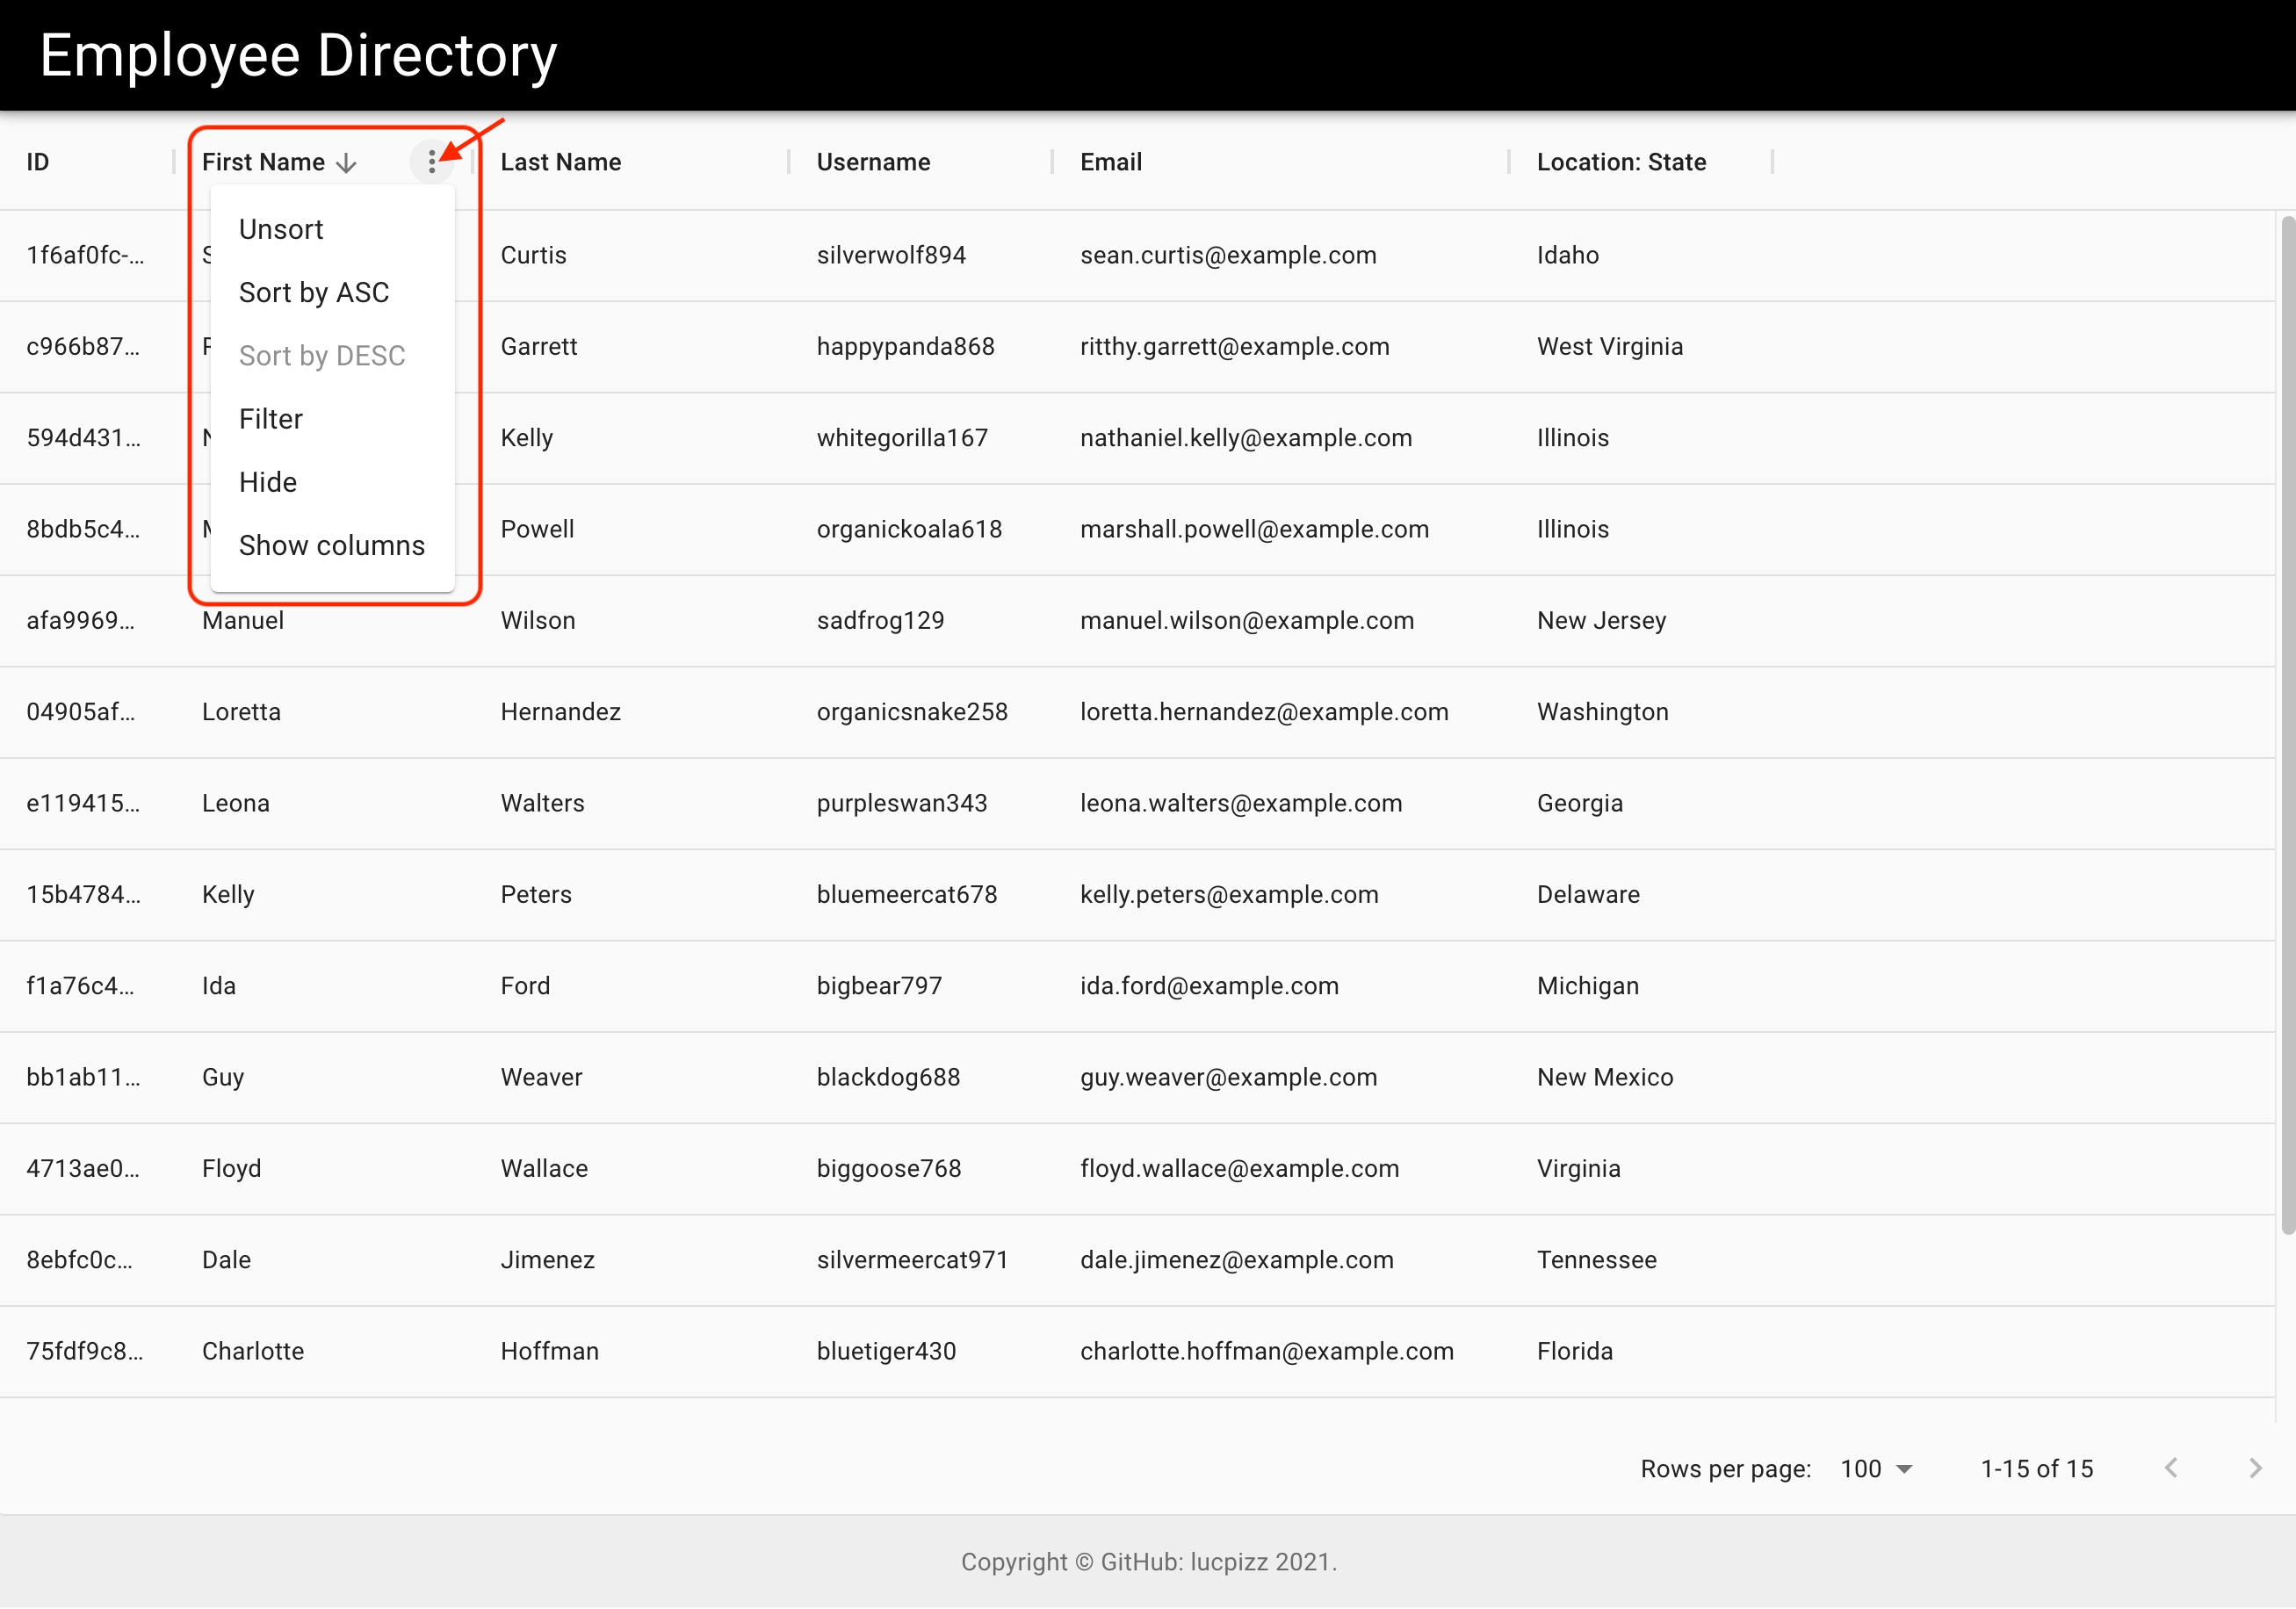 Employee Directory
ID First Name Last Name Username Email Location: State
Unsort
Sort by ASC
Sort by DESC
Filter
Hide
Show columns
1f6af0fc-... Curtis silverwolf894 sean.curtis@example.com Idaho
c966b87... Garrett happypanda868 ritthy.garrett@example.com West Virginia
594d431... Kelly whitegorilla167 nathaniel.kelly@example.com Illinois
8bdb5c4... Powell organickoala618 marshall.powell@example.com Illinois
afa9969... Manuel Wilson sadfrog129 manuel.wilson@example.com New Jersey
04905af... Loretta Hernandez organicsnake258 loretta.hernandez@example.com Washington
e119415... Leona Walters purpleswan343 leona.walters@example.com Georgia
15b4784... Kelly Peters bluemeercat678 kelly.peters@example.com Delaware
f1a76c4... Ida Ford bigbear797 ida.ford@example.com Michigan
bb1ab11... Guy Weaver blackdog688 guy.weaver@example.com New Mexico
4713ae0... Floyd Wallace biggoose768 floyd.wallace@example.com Virginia
8ebfc0c... Dale Jimenez silvermeercat971 dale.jimenez@example.com Tennessee
75fdf9c8... Charlotte Hoffman bluetiger430 charlotte.hoffman@example.com Florida
Rows per page: 100 1-15 of 15
Copyright © GitHub: lucpizz 2021.